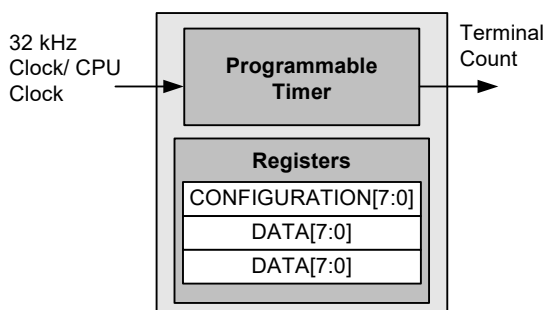 32 kHz
Clock/ CPU
Clock
Programmable
Timer
Terminal
Count
Registers
CONFIGURATION[7:0]
DATA[7:0]
DATA[7:0]